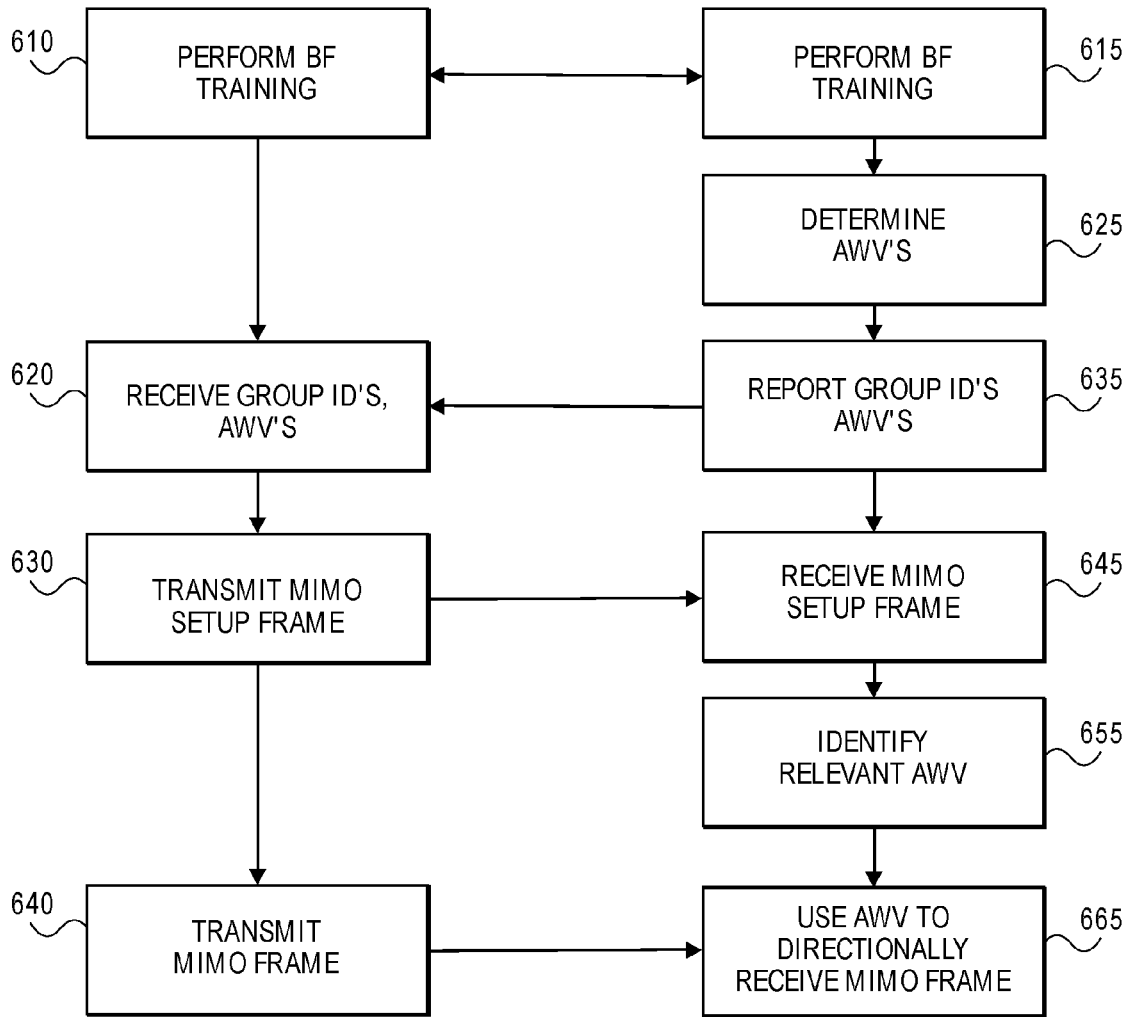 610
PERFORM BF
TRAINING
PERFORM BF
TRAINING
615
DETERMINE
AWV'S
625
620
RECEIVE GROUP ID'S,
AWV'S
REPORT GROUP ID'S
AWV'S
635
630
TRANSMIT MIMO
SETUP FRAME
RECEIVE MIMO
SETUP FRAME
645
IDENTIFY
RELEVANT AWV
655
640
TRANSMIT
MIMO FRAME
USE AWV TO
DIRECTIONALLY
RECEIVE MIMO FRAME
665